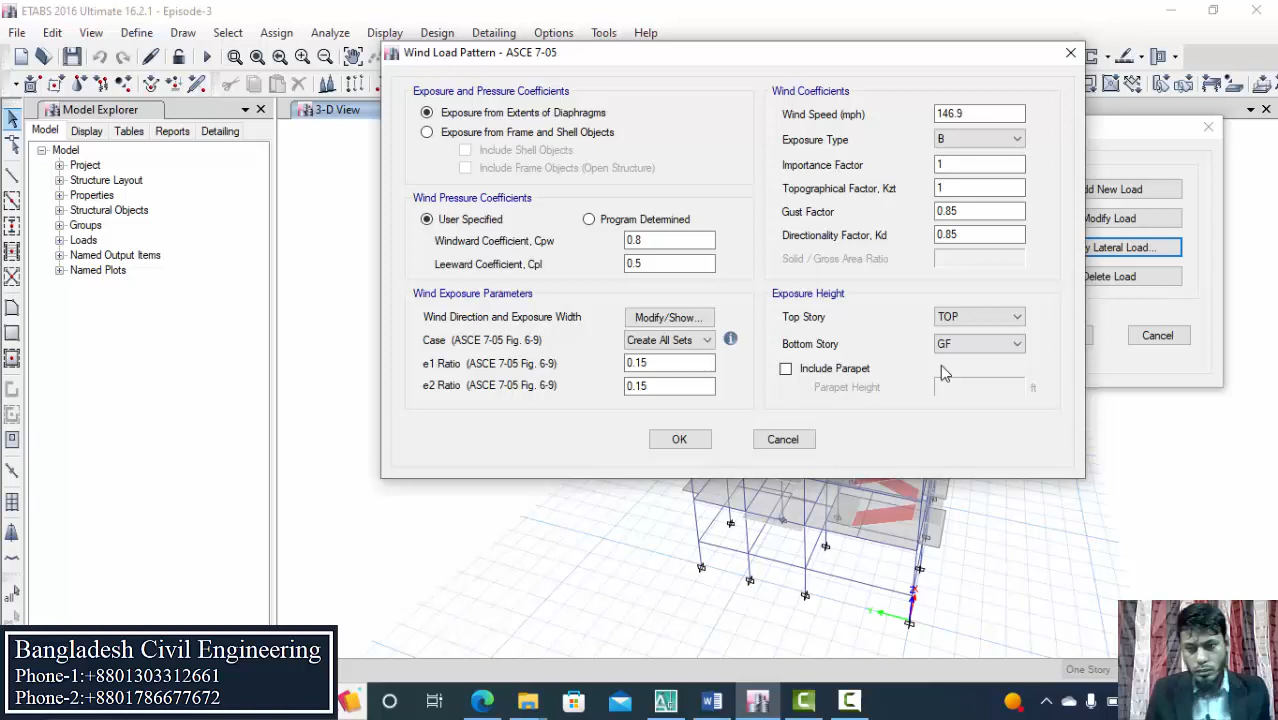 ETABS 2016 Ultimate 16.2.1 - Episode-3
File Edit View Define Draw Select Assign Analyze Display Design Detailing Options Tools Help
Wind Load Pattern - ASCE 7-05
Model Explorer
3-D View
Model Display Tables Reports Detailing
Model
Project
Structure Layout
Properties
Structural Objects
Groups
Loads
Named Output Items
Named Plots
Exposure and Pressure Coefficients
Exposure from Extents of Diaphragms
Exposure from Frame and Shell Objects
Include Shell Objects
Include Frame Objects (Open Structure)
Wind Pressure Coefficients
User Specified Program Determined
Windward Coefficient, Cpw 0.8
Leeward Coefficient, Cpl 0.5
Wind Exposure Parameters
Wind Direction and Exposure Width Modify/Show...
Case (ASCE 7-05 Fig. 6-9) Create All Sets
e1 Ratio (ASCE 7-05 Fig. 6-9) 0.15
e2 Ratio (ASCE 7-05 Fig. 6-9) 0.15
Wind Coefficients
Wind Speed (mph) 146.9
Exposure Type B
Importance Factor 1
Topographical Factor, Kzt 1
Gust Factor 0.85
Directionality Factor, Kd 0.85
Solid / Gross Area Ratio
Exposure Height
Top Story TOP
Bottom Story GF
Include Parapet
Parapet Height ft
OK Cancel
dd New Load
Modify Load
y Lateral Load...
Delete Load
Cancel
One Story
Bangladesh Civil Engineering
Phone-1:+8801303312661
Phone-2:+8801786677672